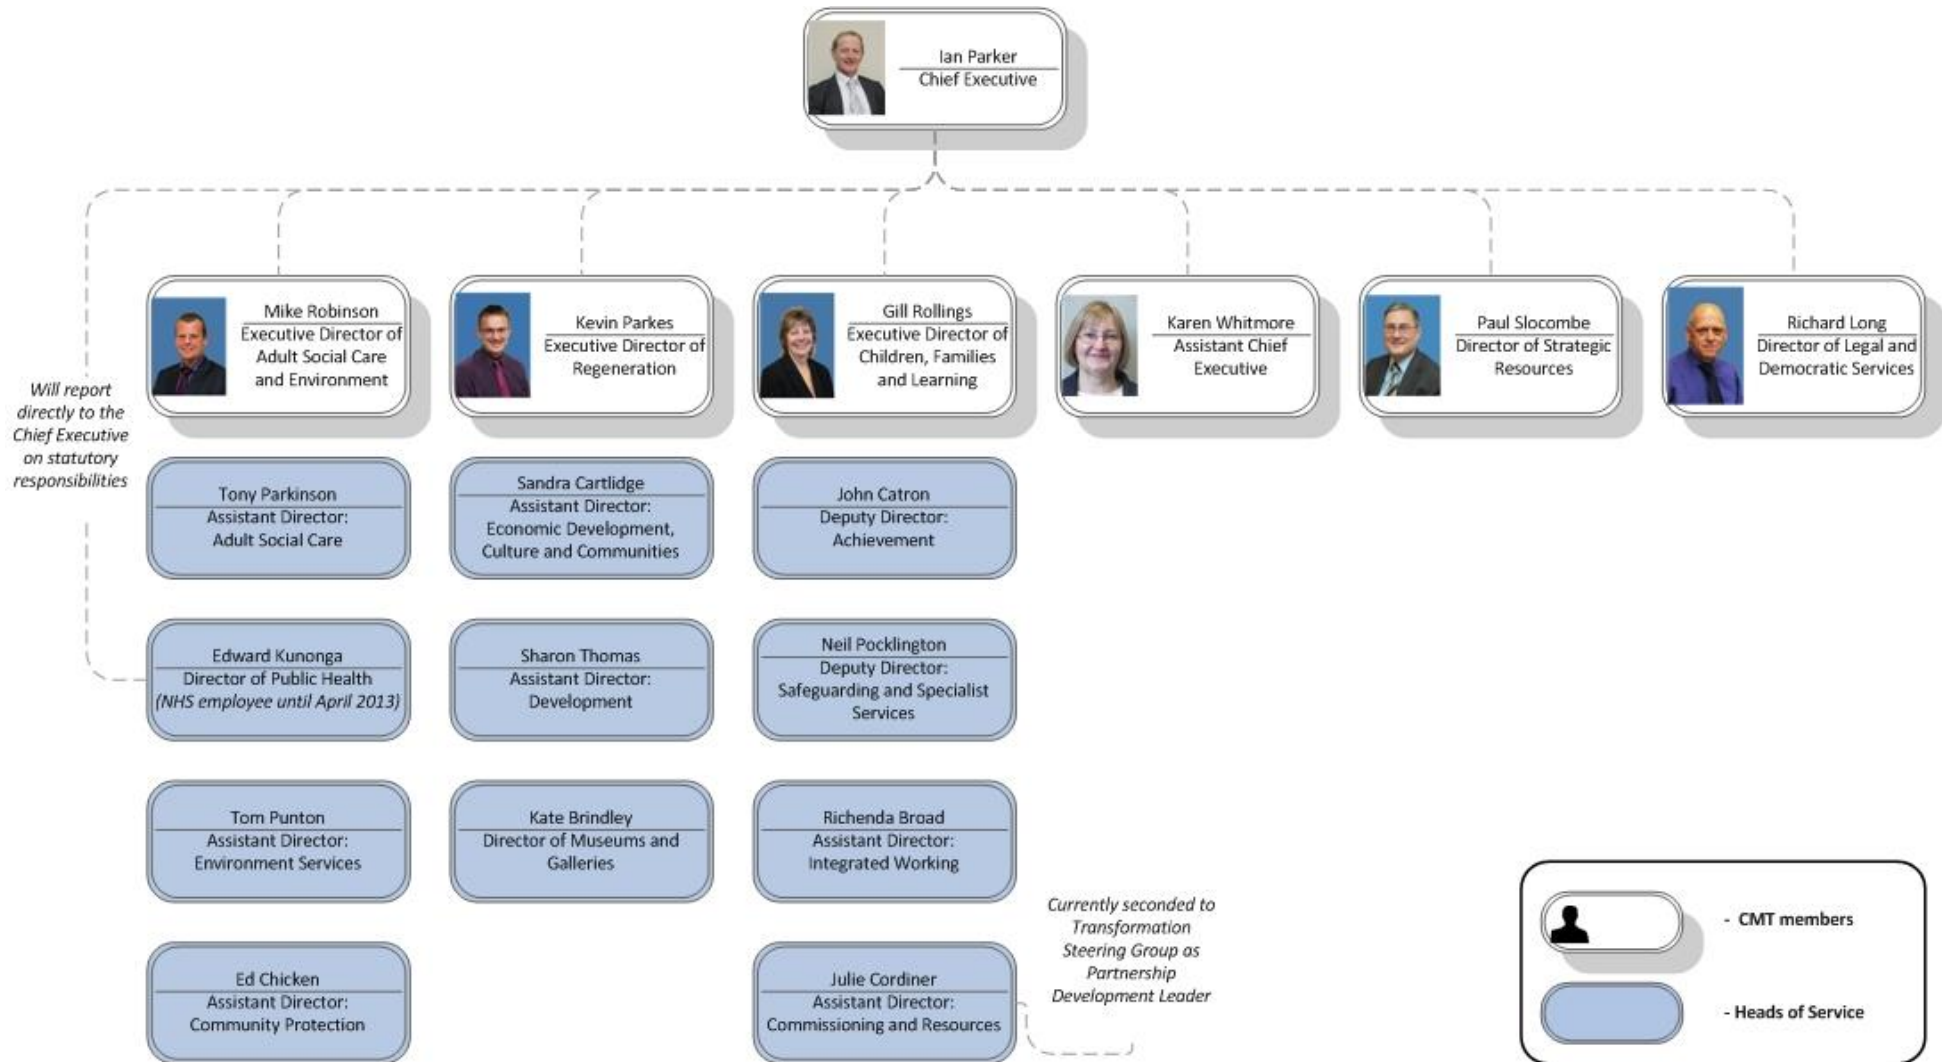 Ian Parker
Chief Executive
Mike Robinson
Executive Director of
Adult Social Care
and Environment
Kevin Parkes
Executive Director of
Regeneration
Gill Rollings
Executive Director of
Children, Families
and Learning
Karen Whitmore
Assistant Chief
Executive
Paul Slocombe
Director of Strategic
Resources
Richard Long
Director of Legal and
Democratic Services
Will report
directly to the
Chief Executive
on statutory
responsibilities
Tony Parkinson
Assistant Director:
Adult Social Care
Sandra Cartlidge
Assistant Director:
Economic Development,
Culture and Communities
John Catron
Deputy Director:
Achievement
Edward Kunonga
Director of Public Health
(NHS employee until April 2013)
Sharon Thomas
Assistant Director:
Development
Neil Pocklington
Deputy Director:
Safeguarding and Specialist
Services
Tom Punton
Assistant Director:
Environment Services
Kate Brindley
Director of Museums and
Galleries
Richenda Broad
Assistant Director:
Integrated Working
Ed Chicken
Assistant Director:
Community Protection
Julie Cordiner
Assistant Director:
Commissioning and Resources
Currently seconded to
Transformation
Steering Group as
Partnership
Development Leader
- CMT members
- Heads of Service